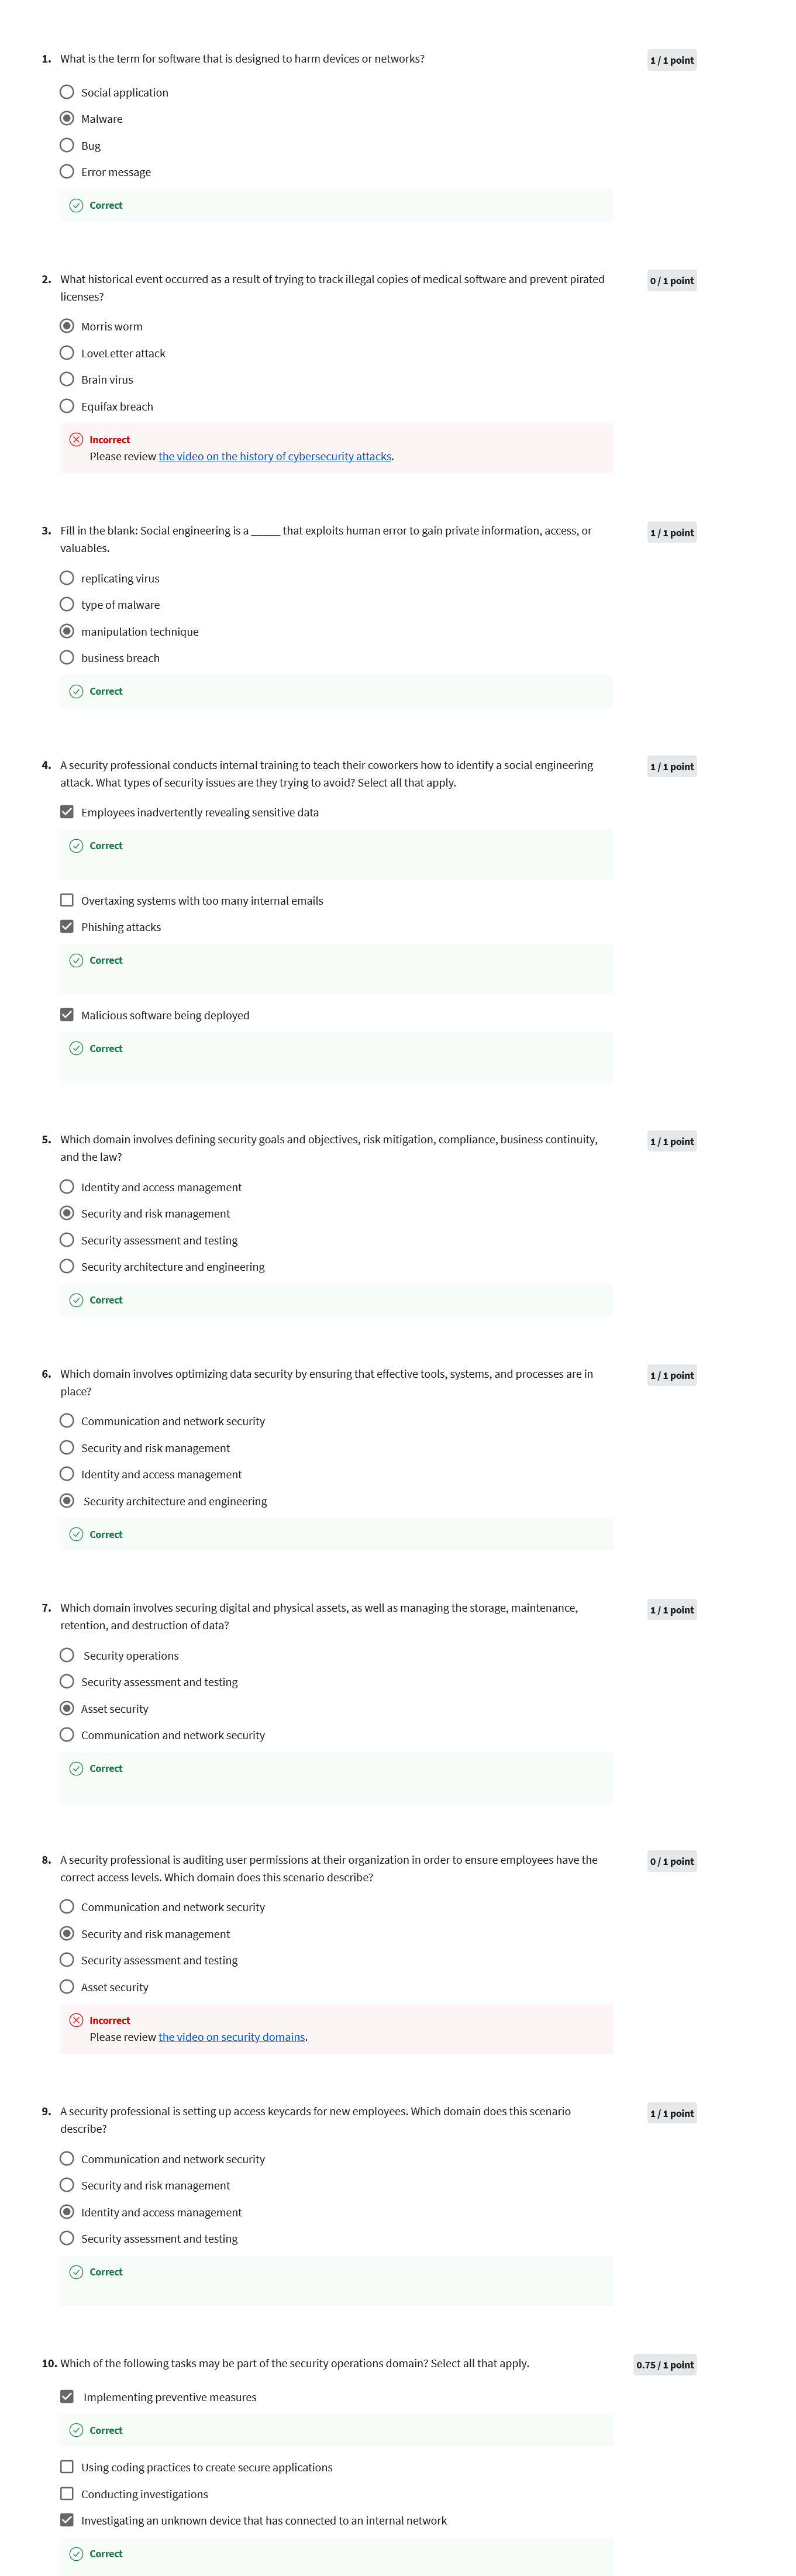 1. What is the term for software that is designed to harm devices or networks?
1 / 1 point
Social application
Malware
Bug
Error message
Correct
2. What historical event occurred as a result of trying to track illegal copies of medical software and prevent pirated
licenses?
0 / 1 point
Morris worm
LoveLetter attack
Brain virus
Equifax breach
Incorrect
Please review the video on the history of cybersecurity attacks.
3. Fill in the blank: Social engineering is a _____ that exploits human error to gain private information, access, or
valuables.
1 / 1 point
replicating virus
type of malware
manipulation technique
business breach
Correct
4. A security professional conducts internal training to teach their coworkers how to identify a social engineering
attack. What types of security issues are they trying to avoid? Select all that apply.
1 / 1 point
Employees inadvertently revealing sensitive data
Correct
Overtaxing systems with too many internal emails
Phishing attacks
Correct
Malicious software being deployed
Correct
5. Which domain involves defining security goals and objectives, risk mitigation, compliance, business continuity,
and the law?
1 / 1 point
Identity and access management
Security and risk management
Security assessment and testing
Security architecture and engineering
Correct
6. Which domain involves optimizing data security by ensuring that effective tools, systems, and processes are in
place?
1 / 1 point
Communication and network security
Security and risk management
Identity and access management
Security architecture and engineering
Correct
7. Which domain involves securing digital and physical assets, as well as managing the storage, maintenance,
retention, and destruction of data?
1 / 1 point
Security operations
Security assessment and testing
Asset security
Communication and network security
Correct
8. A security professional is auditing user permissions at their organization in order to ensure employees have the
correct access levels. Which domain does this scenario describe?
0 / 1 point
Communication and network security
Security and risk management
Security assessment and testing
Asset security
Incorrect
Please review the video on security domains.
9. A security professional is setting up access keycards for new employees. Which domain does this scenario
describe?
1 / 1 point
Communication and network security
Security and risk management
Identity and access management
Security assessment and testing
Correct
10. Which of the following tasks may be part of the security operations domain? Select all that apply.
0.75 / 1 point
Implementing preventive measures
Correct
Using coding practices to create secure applications
Conducting investigations
Investigating an unknown device that has connected to an internal network
Correct